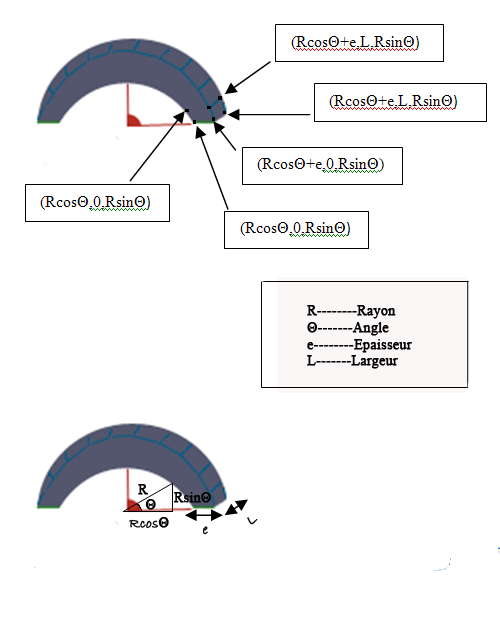 (RcosΘ+e,L,RsinΘ)
(RcosΘ+e,L,RsinΘ)
(RcosΘ+e,0,RsinΘ)
(RcosΘ,0,RsinΘ)
(RcosΘ,0,RsinΘ)
R--------Rayon
Θ-------Angle
e--------Epaisseur
L-------Largeur
R
RsinΘ
Θ
RcosΘ
e
L